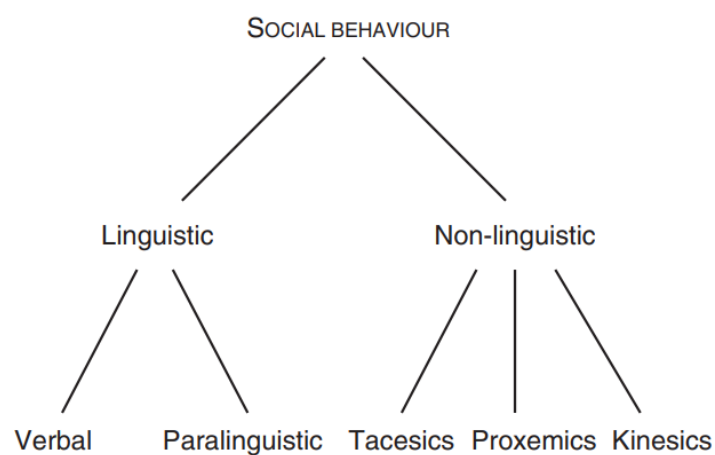 SOCIAL BEHAVIOUR
Linguistic Non-linguistic
Verbal Paralinguistic Tacesics Proxemics Kinesics